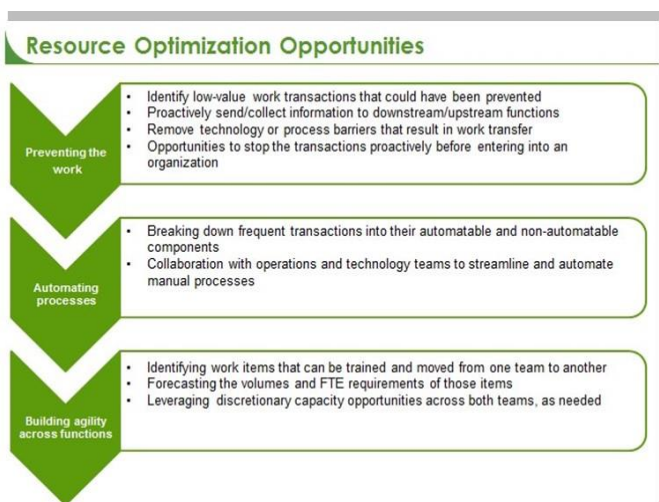 Resource Optimization Opportunities
Preventing the
work
• Identify low-value work transactions that could have been prevented
• Proactively send/collect information to downstream/upstream functions
• Remove technology or process barriers that result in work transfer
• Opportunities to stop the transactions proactively before entering into an
organization
Automating
processes
• Breaking down frequent transactions into their automatable and non-automatable
components
• Collaboration with operations and technology teams to streamline and automate
manual processes
Building agility
across functions
• Identifying work items that can be trained and moved from one team to another
• Forecasting the volumes and FTE requirements of those items
• Leveraging discretionary capacity opportunities across both teams, as needed